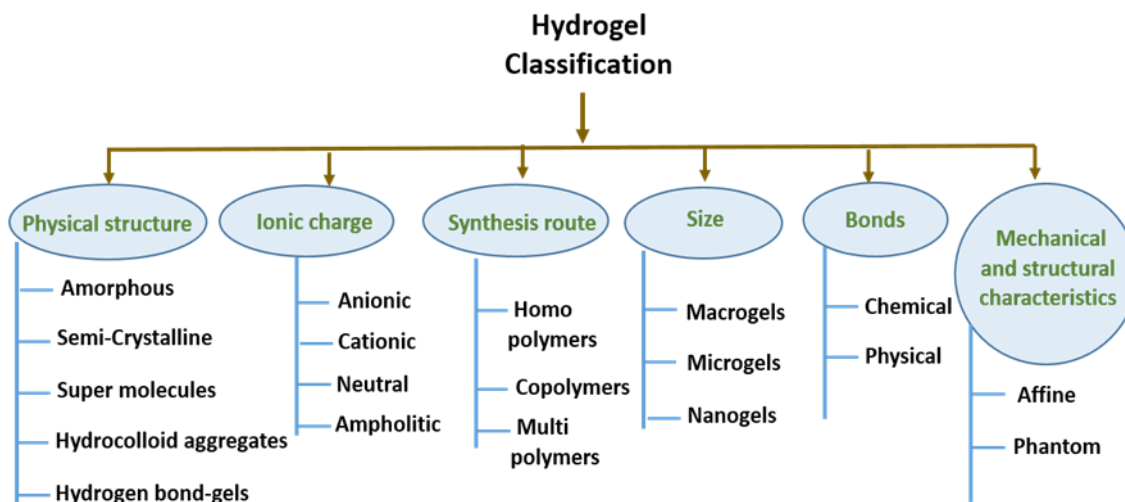 Hydrogel
Classification
Physical structure
Amorphous
Semi-Crystalline
Super molecules
Hydrocolloid aggregates
Hydrogen bond-gels
Ionic charge
Anionic
Cationic
Neutral
Ampholitic
Synthesis route
Homo
polymers
Copolymers
Multi
polymers
Size
Macrogels
Microgels
Nanogels
Bonds
Chemical
Physical
Mechanical
and structural
characteristics
Affine
Phantom